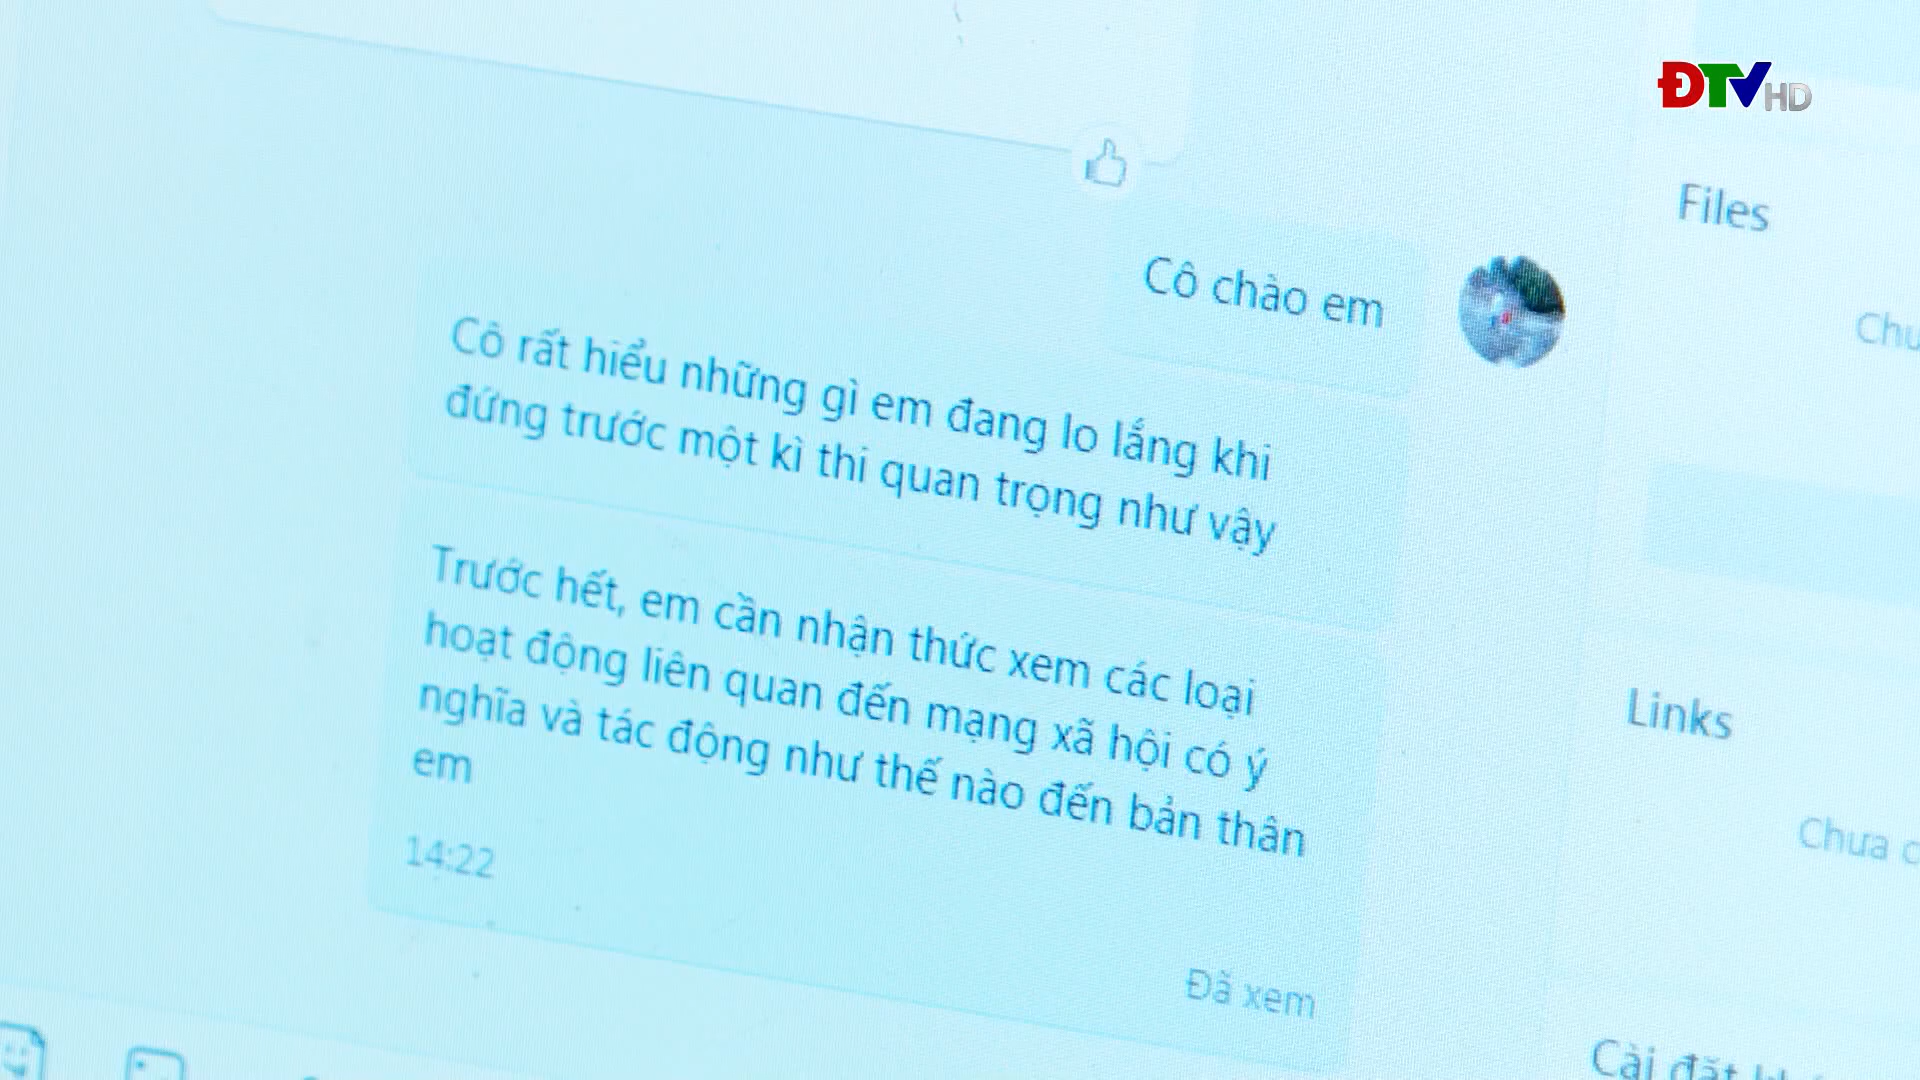 ĐTV HD
Files
Chư
Cô chào em
Cô rất hiểu những gì em đang lo lắng khi
đứng trước một kì thi quan trọng như vậy
Trước hết, em cần nhận thức xem các loại
hoạt động liên quan đến mạng xã hội có ý
nghĩa và tác động như thế nào đến bản thân
em
14:22
Đã xem
Links
Chưa c
Cài đặt